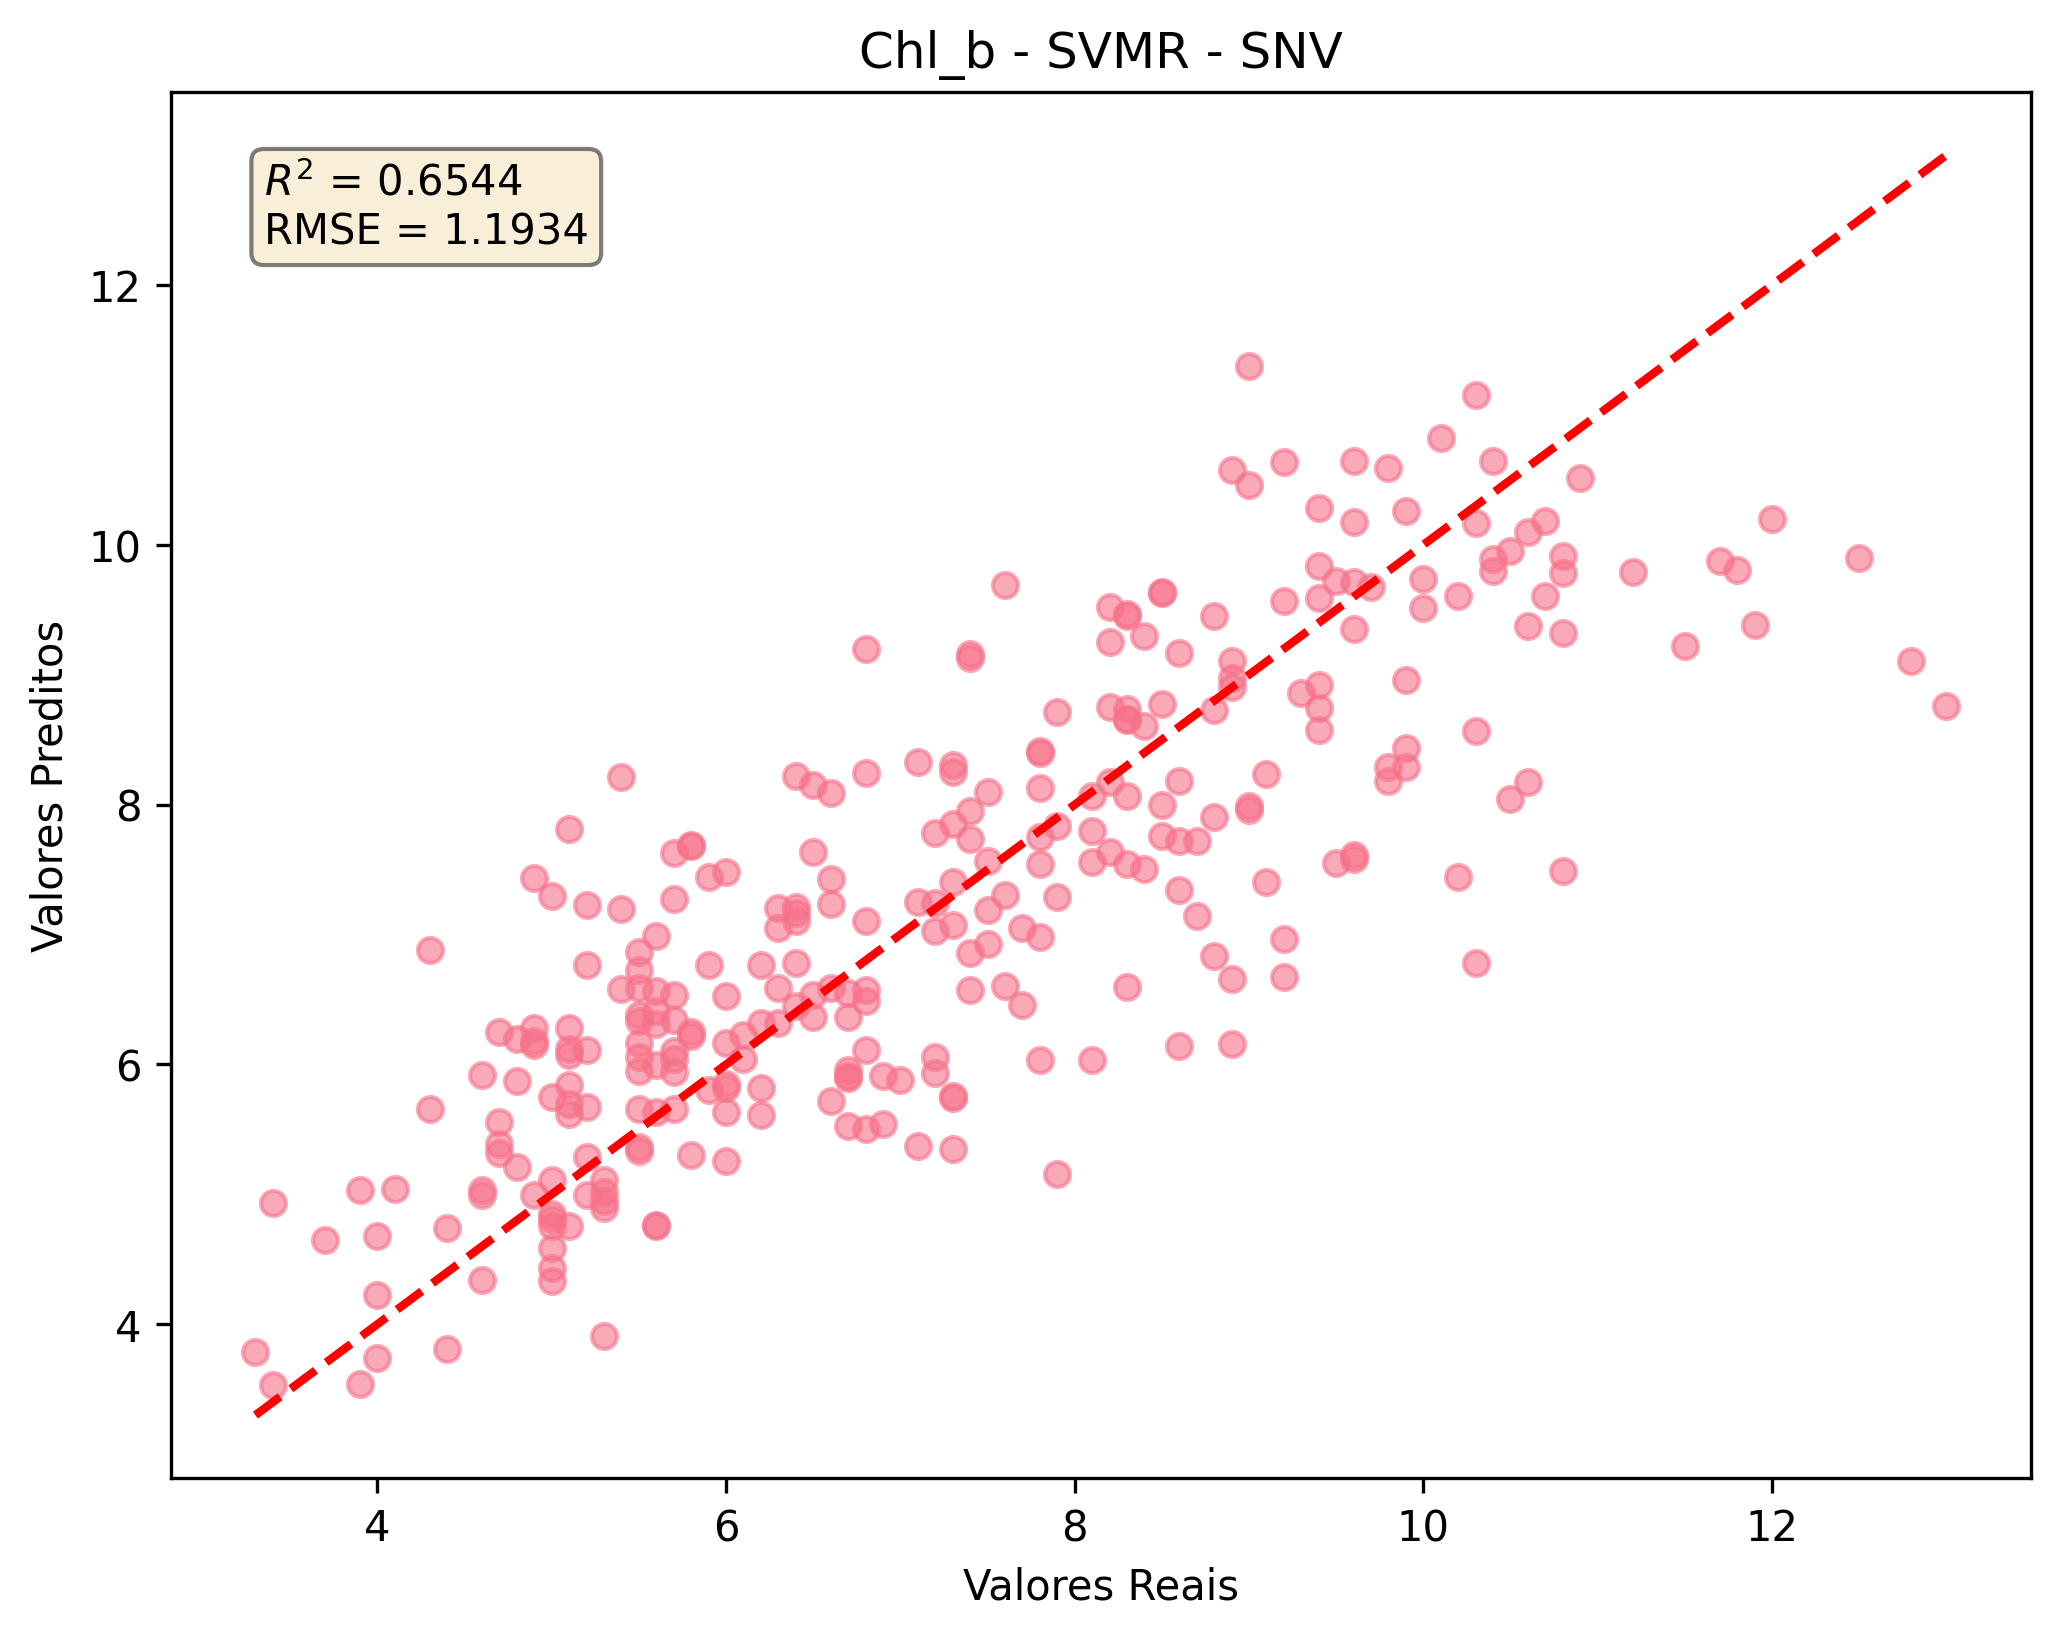 Chl_b - SVMR - SNV
R² = 0.6544
RMSE = 1.1934
12
10
8
6
4
Valores Preditos
4 6 8 10 12
Valores Reais